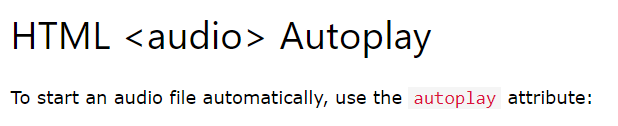 HTML <audio> Autoplay
To start an audio file automatically, use the autoplay attribute: